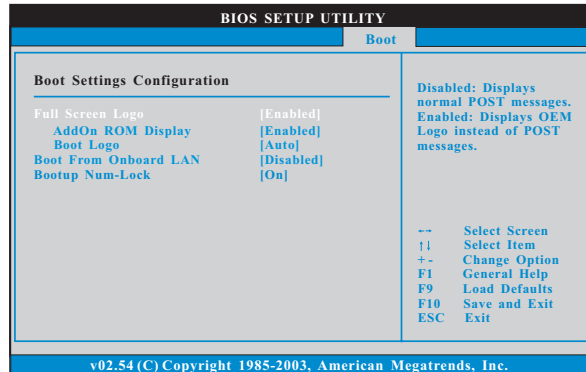 BIOS SETUP UTILITY
Boot
Boot Settings Configuration
Full Screen Logo [Enabled]
AddOn ROM Display [Enabled]
Boot Logo [Auto]
Boot From Onboard LAN [Disabled]
Bootup Num-Lock [On]
Disabled: Displays
normal POST messages.
Enabled: Displays OEM
Logo instead of POST
messages.
←→ Select Screen
↑↓ Select Item
+ - Change Option
F1 General Help
F9 Load Defaults
F10 Save and Exit
ESC Exit
v02.54 (C) Copyright 1985-2003, American Megatrends, Inc.